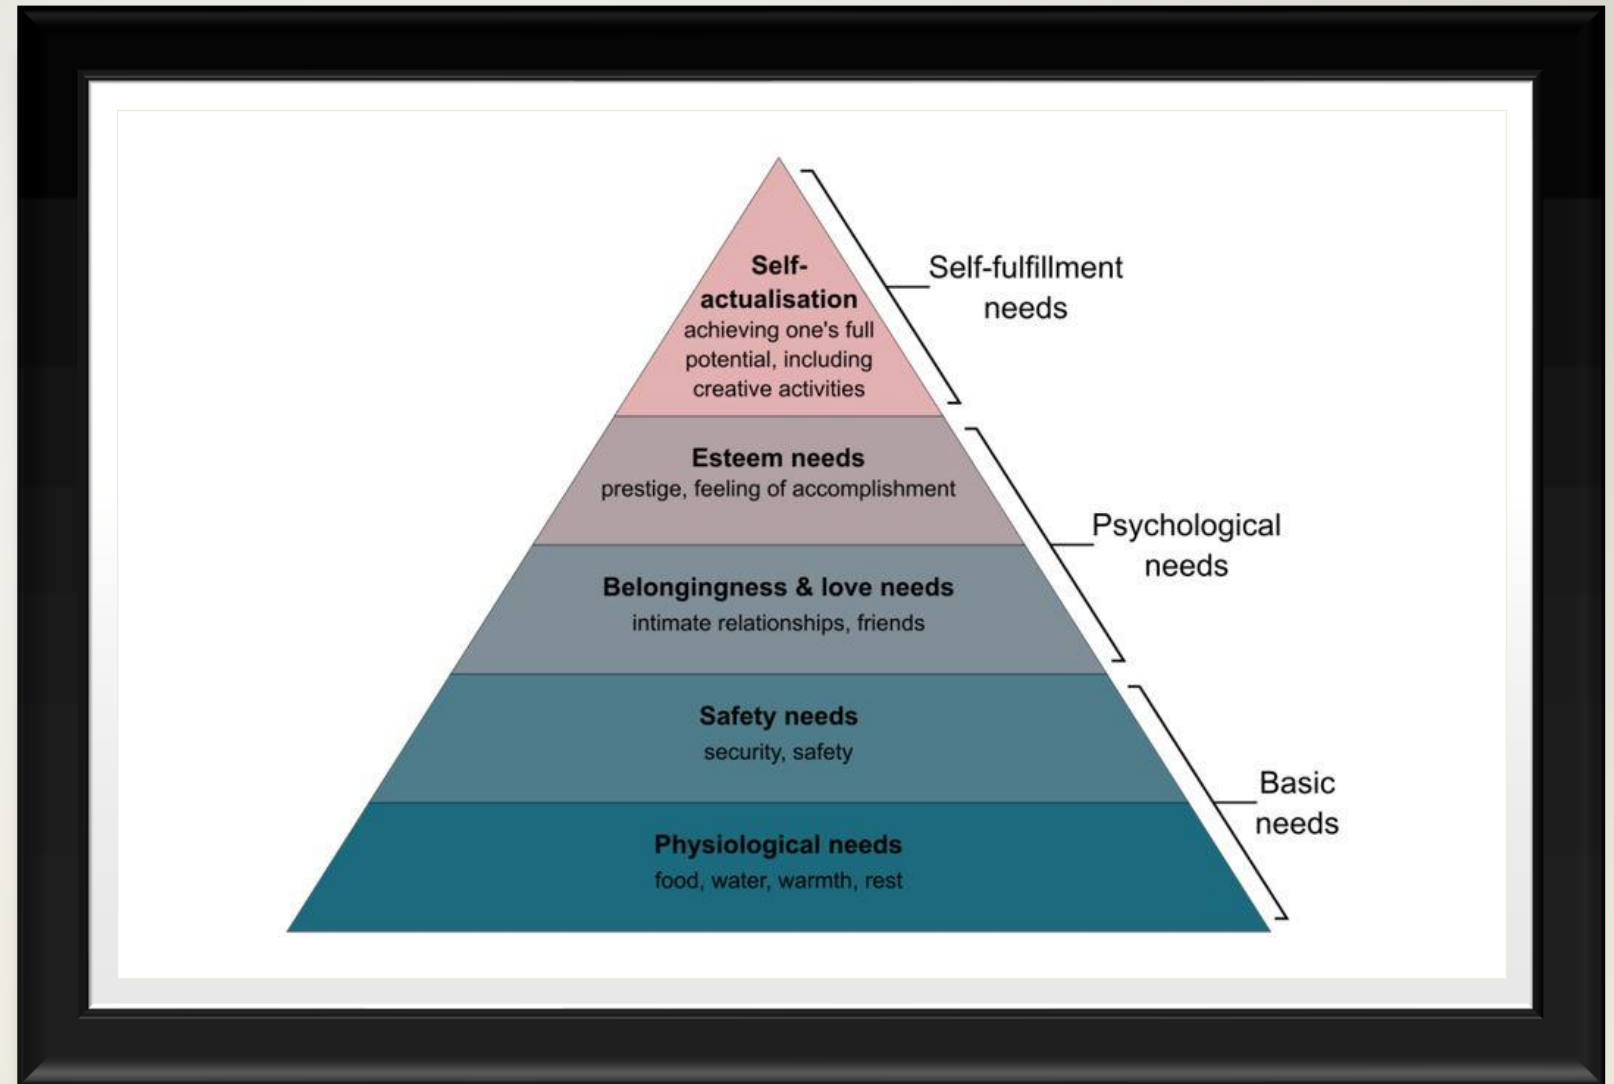 Self-
actualisation
achieving one's full
potential, including
creative activities
Self-fulfillment
needs
Esteem needs
prestige, feeling of accomplishment
Psychological
needs
Belongingness & love needs
intimate relationships, friends
Safety needs
security, safety
Basic
needs
Physiological needs
food, water, warmth, rest